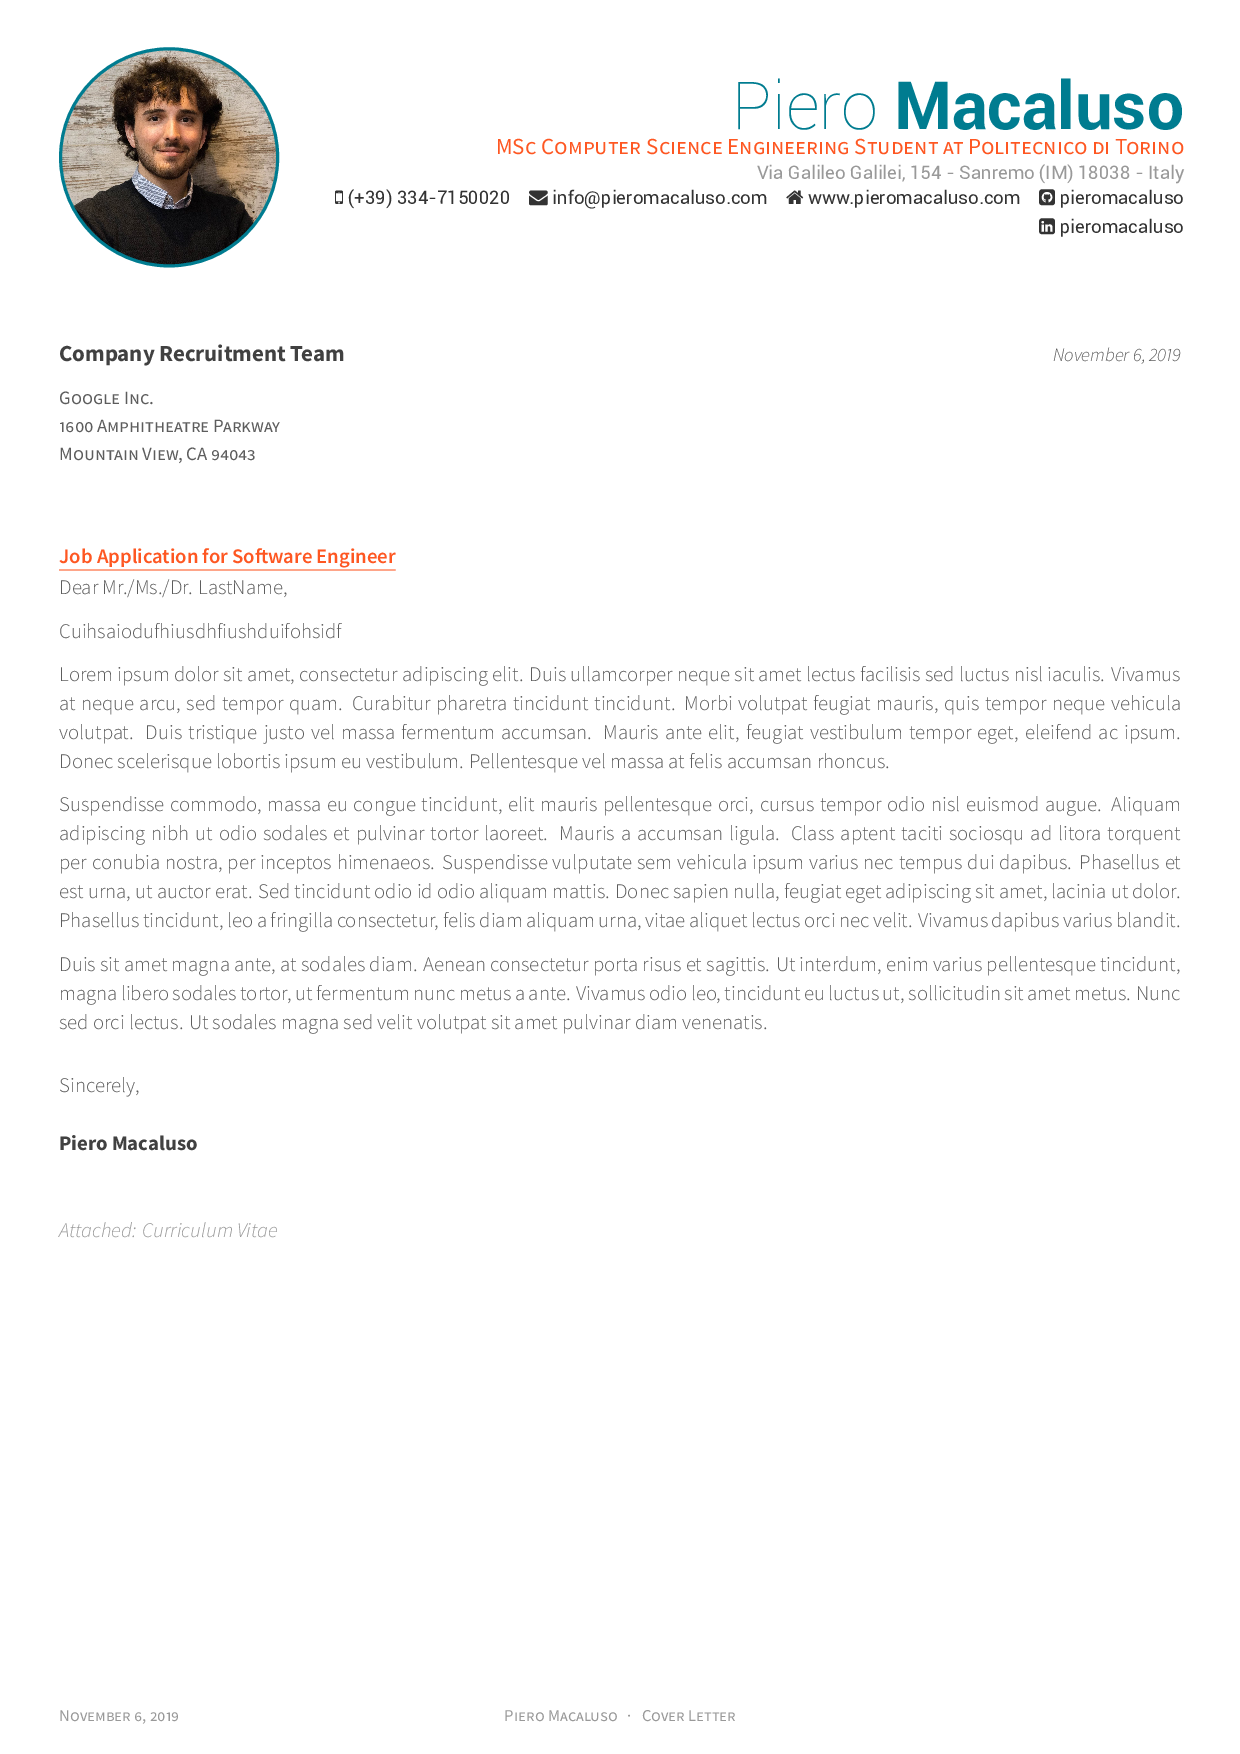 Piero Macaluso
MSc Computer Science Engineering Student at Politecnico di Torino
Via Galileo Galilei, 154 - Sanremo (IM) 18038 - Italy
(+39) 334-7150020 info@pieromacaluso.com www.pieromacaluso.com pieromacaluso
pieromacaluso
Company Recruitment Team November 6, 2019
Google Inc.
1600 Amphitheatre Parkway
Mountain View, CA 94043
Job Application for Software Engineer
Dear Mr./Ms./Dr. LastName,
Cuihsaiodufhiusdhfiushduifohsidf
Lorem ipsum dolor sit amet, consectetur adipiscing elit. Duis ullamcorper neque sit amet lectus facilisis sed luctus nisl iaculis. Vivamus
at neque arcu, sed tempor quam. Curabitur pharetra tincidunt tincidunt. Morbi volutpat feugiat mauris, quis tempor neque vehicula
volutpat. Duis tristique justo vel massa fermentum accumsan. Mauris ante elit, feugiat vestibulum tempor eget, eleifend ac ipsum.
Donec scelerisque lobortis ipsum eu vestibulum. Pellentesque vel massa at felis accumsan rhoncus.
Suspendisse commodo, massa eu congue tincidunt, elit mauris pellentesque orci, cursus tempor odio nisl euismod augue. Aliquam
adipiscing nibh ut odio sodales et pulvinar tortor laoreet. Mauris a accumsan ligula. Class aptent taciti sociosqu ad litora torquent
per conubia nostra, per inceptos himenaeos. Suspendisse vulputate sem vehicula ipsum varius nec tempus dui dapibus. Phasellus et
est urna, ut auctor erat. Sed tincidunt odio id odio aliquam mattis. Donec sapien nulla, feugiat eget adipiscing sit amet, lacinia ut dolor.
Phasellus tincidunt, leo a fringilla consectetur, felis diam aliquam urna, vitae aliquet lectus orci nec velit. Vivamus dapibus varius blandit.
Duis sit amet magna ante, at sodales diam. Aenean consectetur porta risus et sagittis. Ut interdum, enim varius pellentesque tincidunt,
magna libero sodales tortor, ut fermentum nunc metus a ante. Vivamus odio leo, tincidunt eu luctus ut, sollicitudin sit amet metus. Nunc
sed orci lectus. Ut sodales magna sed velit volutpat sit amet pulvinar diam venenatis.
Sincerely,
Piero Macaluso
Attached: Curriculum Vitae
November 6, 2019 Piero Macaluso · Cover Letter